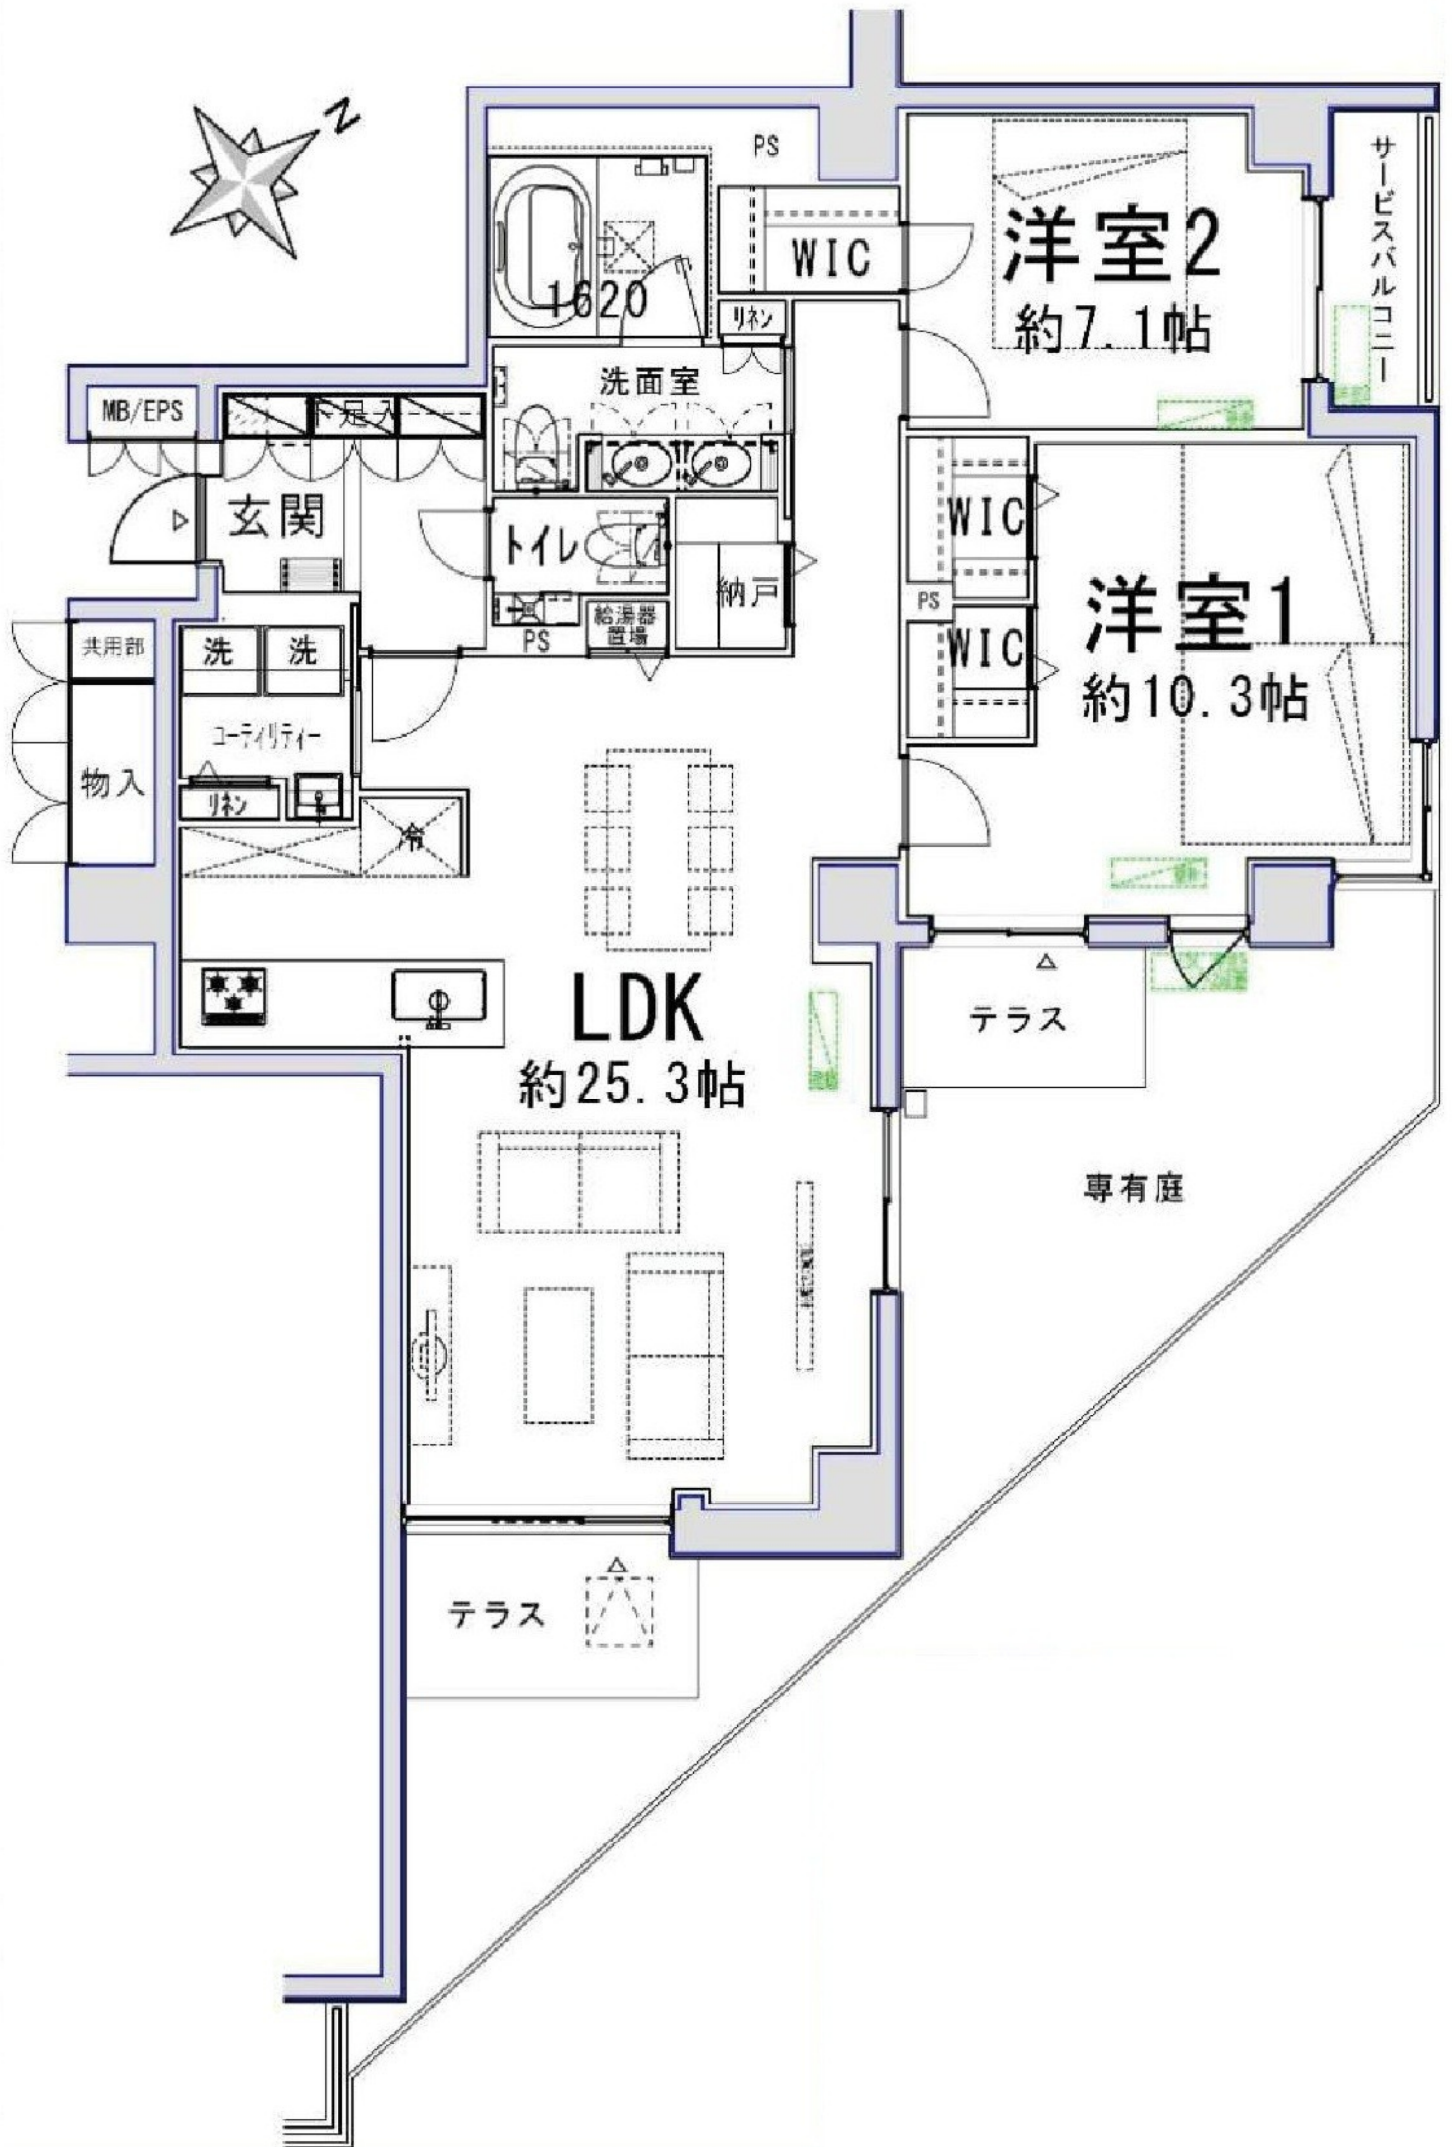 N
PS
サービスバルコニー
洋室2
約7.1帖
WIC
1620
リネン
洗面室
MB/EPS
下足入
玄関
トイレ
納戸
給湯器
置場
PS
WIC
PS
WIC
洋室1
約10.3帖
共用部
洗
洗
ユーティリティー
物入
リネン
冷
LDK
約25.3帖
テラス
専有庭
テラス